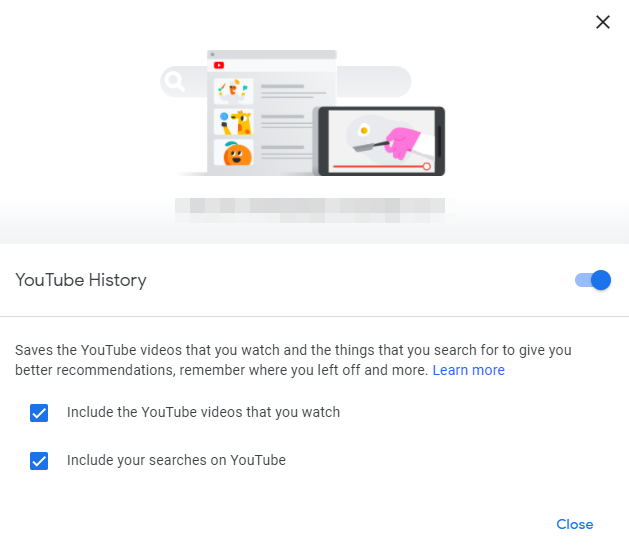 YouTube History
Saves the YouTube videos that you watch and the things that you search for to give you
better recommendations, remember where you left off and more. Learn more
Include the YouTube videos that you watch
Include your searches on YouTube
Close